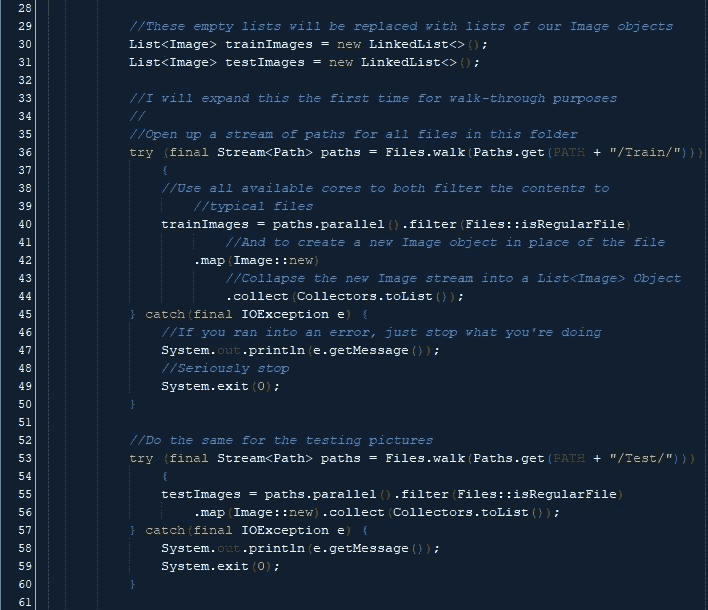 28
29 //These empty lists will be replaced with lists of our Image objects
30 List<Image> trainImages = new LinkedList<>();
31 List<Image> testImages = new LinkedList<>();
32
33 //I will expand this the first time for walk-through purposes
34 //
35 //Open up a stream of paths for all files in this folder
36 try (final Stream<Path> paths = Files.walk(Paths.get(PATH + "/Train/")))
37 {
38 //Use all available cores to both filter the contents to
39 //typical files
40 trainImages = paths.parallel().filter(Files::isRegularFile)
41 //And to create a new Image object in place of the file
42 .map(Image::new)
43 //Collapse the new Image stream into a List<Image> Object
44 .collect(Collectors.toList());
45 } catch(final IOException e) {
46 //If you ran into an error, just stop what you're doing
47 System.out.println(e.getMessage());
48 //Seriously stop
49 System.exit(0);
50 }
51
52 //Do the same for the testing pictures
53 try (final Stream<Path> paths = Files.walk(Paths.get(PATH + "/Test/")))
54 {
55 testImages = paths.parallel().filter(Files::isRegularFile)
56 .map(Image::new).collect(Collectors.toList());
57 } catch(final IOException e) {
58 System.out.println(e.getMessage());
59 System.exit(0);
60 }
61